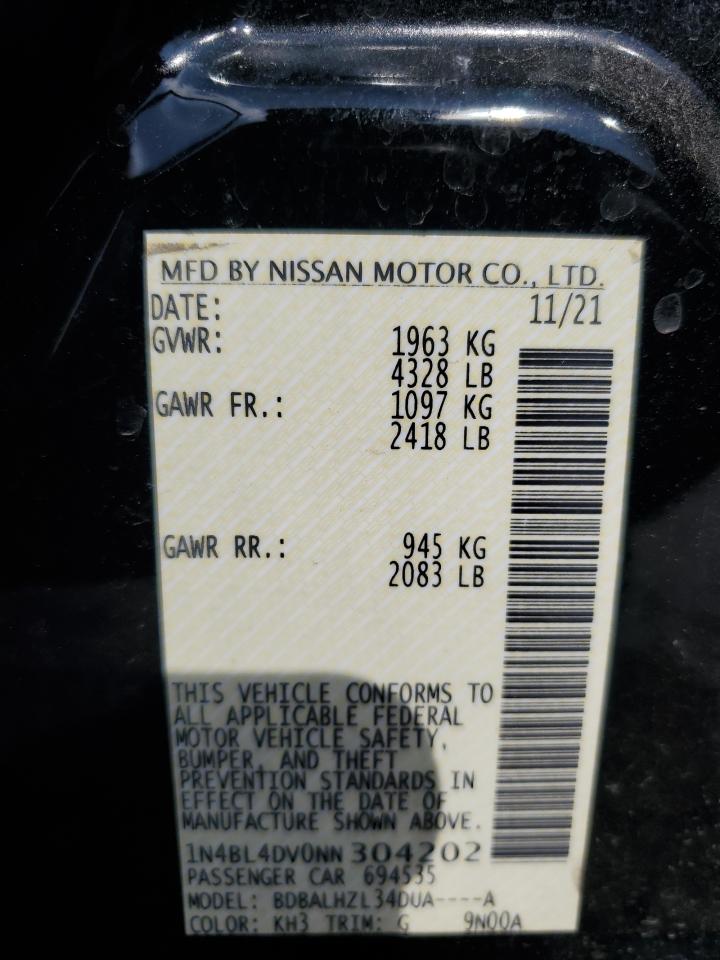 MFD BY NISSAN MOTOR CO., LTD.
DATE: 11/21
GVWR: 1963 KG
4328 LB
GAWR FR.: 1097 KG
2418 LB
GAWR RR.: 945 KG
2083 LB
THIS VEHICLE CONFORMS TO
ALL APPLICABLE FEDERAL
MOTOR VEHICLE SAFETY,
BUMPER, AND THEFT
PREVENTION STANDARDS IN
EFFECT ON THE DATE OF
MANUFACTURE SHOWN ABOVE.
1N4BL4DV0NN304202
PASSENGER CAR 694535
MODEL: BDBALHZL34DUA----A
COLOR: KH3 TRIM: G 9N00A